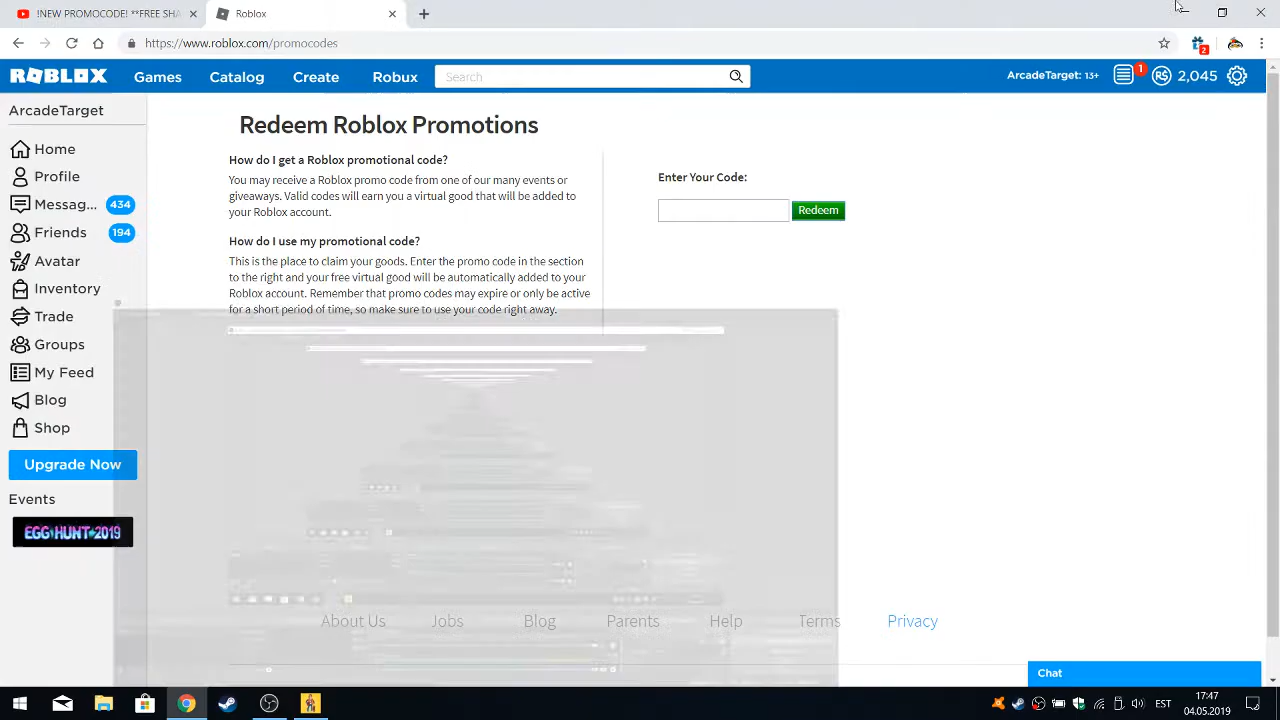 !NEW PROMOCODE! **FREE SHA
Roblox
https://www.roblox.com/promocodes
2
ROBLOX
Games
Catalog
Create
Robux
Search
ArcadeTarget: 13+
1
R$
2,045
ArcadeTarget
Home
Profile
Messag... 434
Friends 194
Avatar
Inventory
Trade
Groups
My Feed
Blog
Shop
Upgrade Now
Events
EGG HUNT 2019
Redeem Roblox Promotions
How do I get a Roblox promotional code?
You may receive a Roblox promo code from one of our many events or
giveaways. Valid codes will earn you a virtual good that will be added to
your Roblox account.
How do I use my promotional code?
This is the place to claim your goods. Enter the promo code in the section
to the right and your free virtual good will be automatically added to your
Roblox account. Remember that promo codes may expire or only be active
for a short period of time, so make sure to use your code right away.
Enter Your Code:
Redeem
About Us
Jobs
Blog
Parents
Help
Terms
Privacy
Chat
EST
17:47
04.05.2019